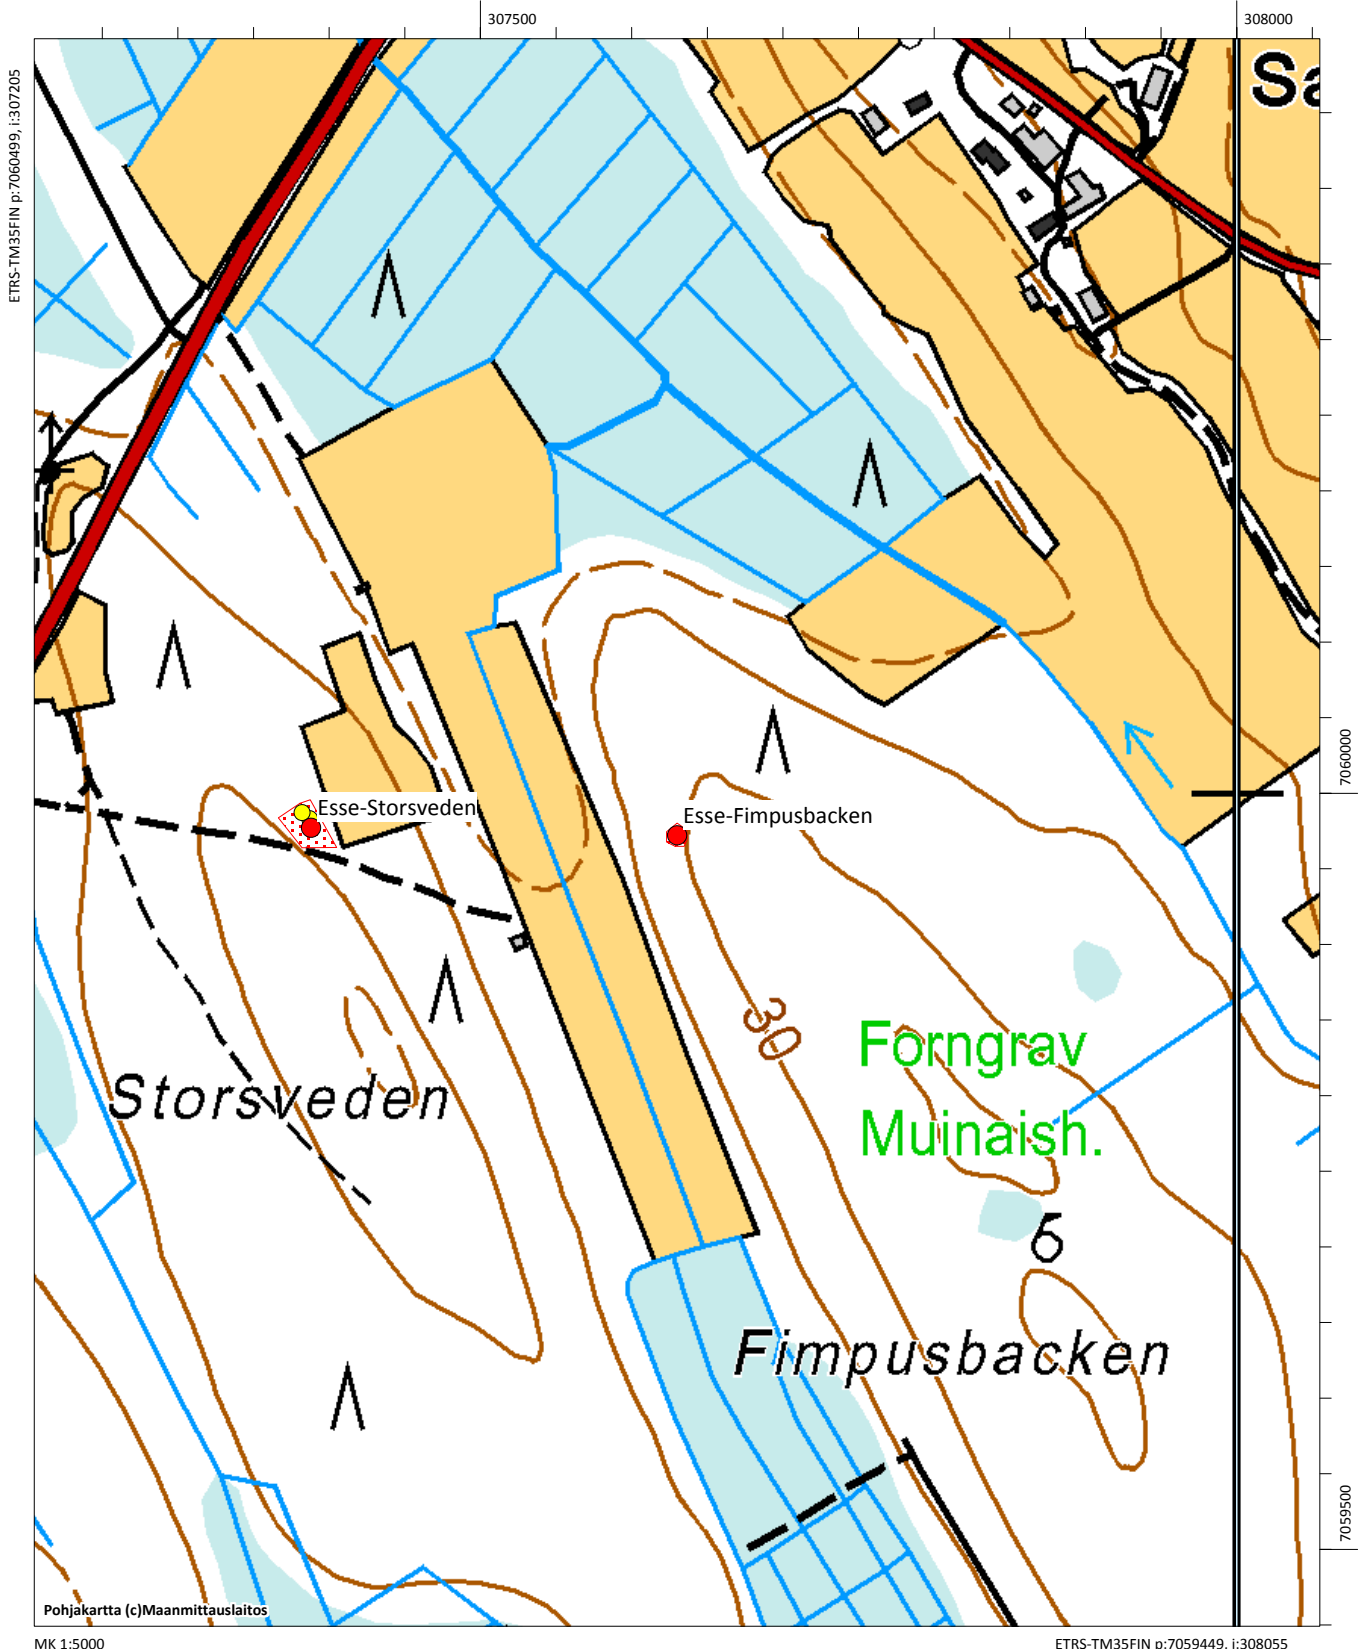 307500
308000
ETRS-TM35FIN p:7060499, i:307205
Sa
7060000
Esse-Storsveden
Esse-Fimpusbacken
30
Forngrav
Storsveden
Muinaish.
Fimpusbacken
7059500
Pohjakartta (c)Maanmittauslaitos
MK 1:5000
ETRS-TM35FIN p:7059449, i:308055